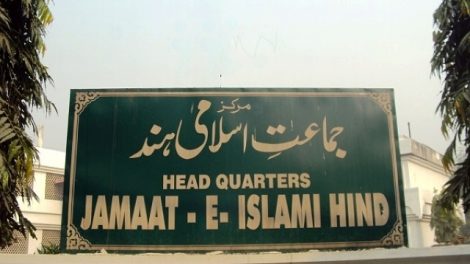 مرکز
جماعتِ اسلامی ہند
HEAD QUARTERS
JAMAAT - E- ISLAMI HIND